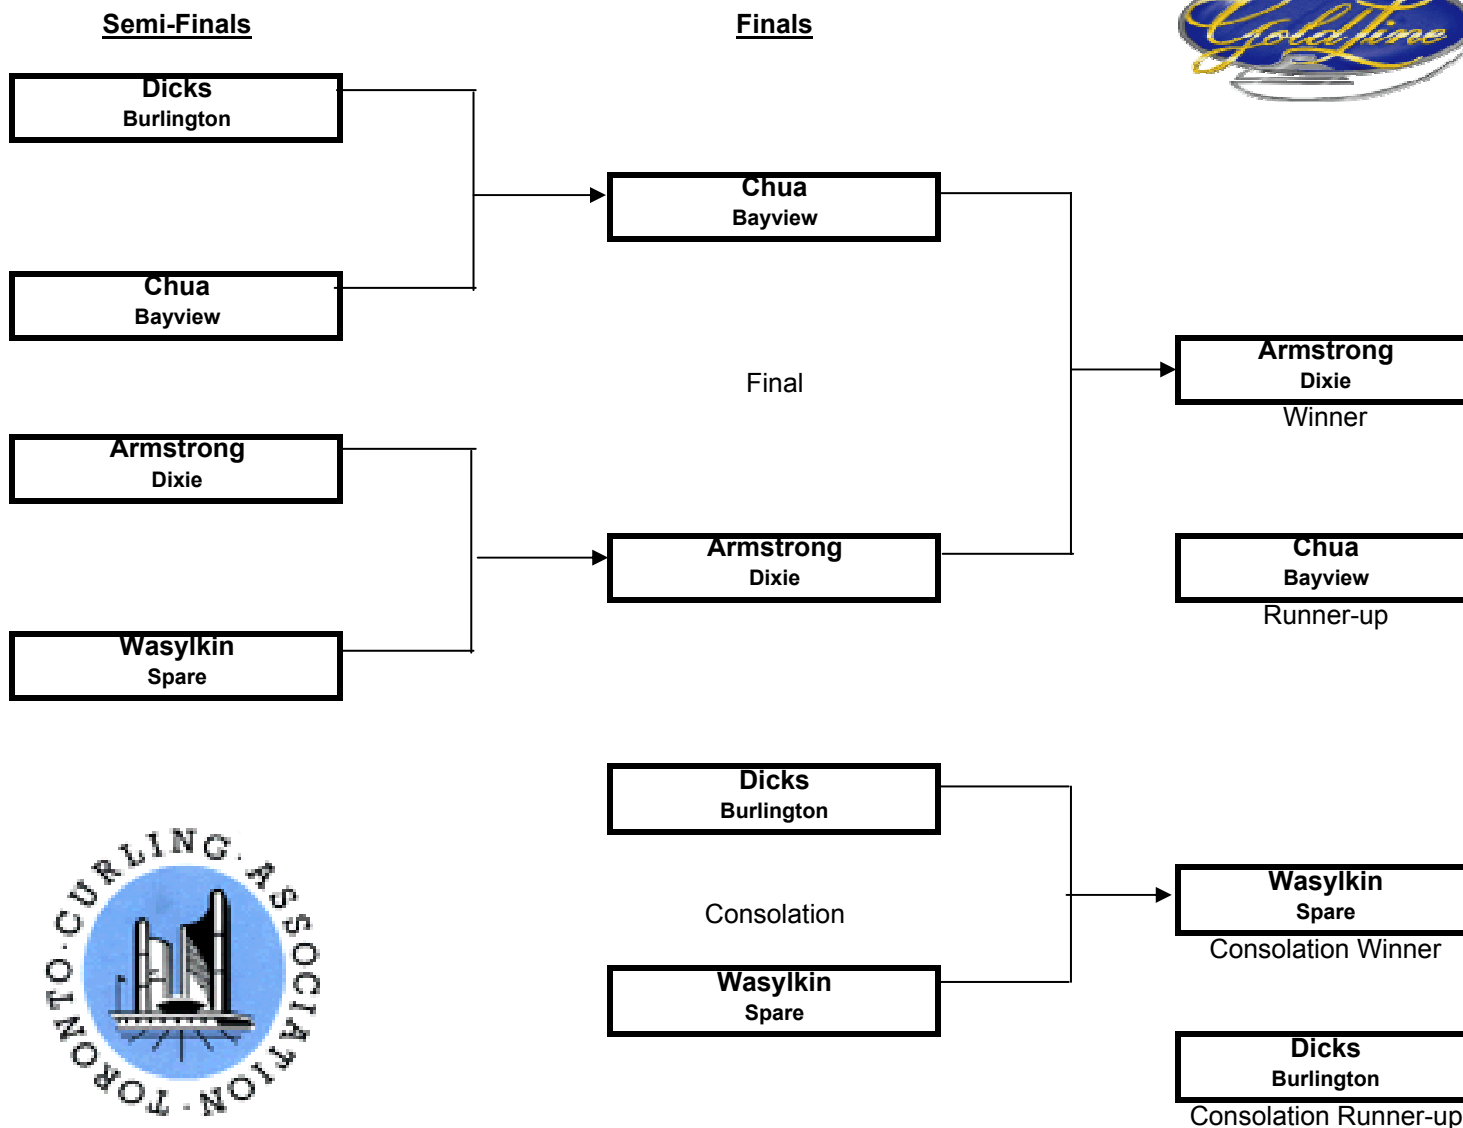 Semi-Finals
Finals
GoldLine
Dicks
Burlington
Chua
Bayview
Chua
Bayview
Final
Armstrong
Dixie
Winner
Armstrong
Dixie
Armstrong
Dixie
Chua
Bayview
Runner-up
Wasylkin
Spare
Dicks
Burlington
Consolation
Wasylkin
Spare
Wasylkin
Spare
Consolation Winner
Dicks
Burlington
Consolation Runner-up
TORONTO·CURLING·ASSOCIATION·